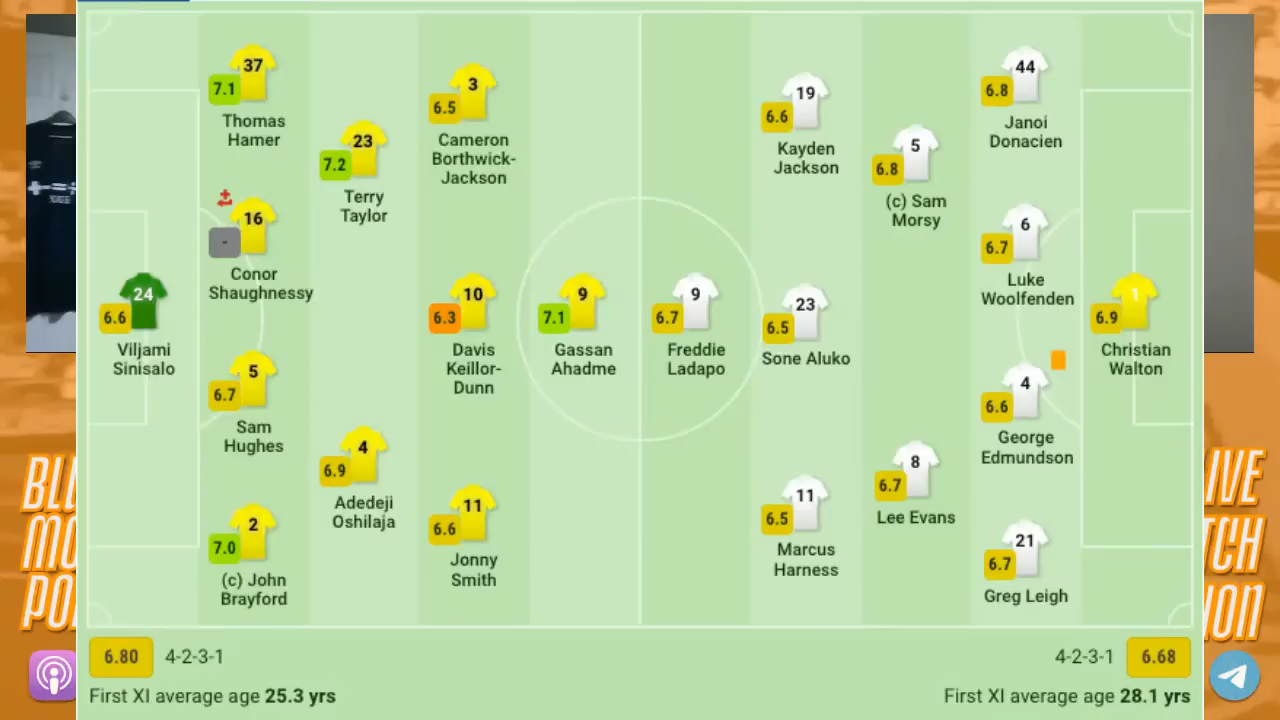 37
7.1
Thomas
Hamer
16
-
Conor
Shaughnessy
5
6.7
Sam
Hughes
2
7.0
(c) John
Brayford
24
6.6
Viljami
Sinisalo
23
7.2
Terry
Taylor
4
6.9
Adedeji
Oshilaja
3
6.5
Cameron
Borthwick-
Jackson
10
6.3
Davis
Keillor-
Dunn
11
6.6
Jonny
Smith
9
7.1
Gassan
Ahadme
9
6.7
Freddie
Ladapo
19
6.6
Kayden
Jackson
23
6.5
Sone Aluko
11
6.5
Marcus
Harness
5
6.8
(c) Sam
Morsy
8
6.7
Lee Evans
44
6.8
Janoi
Donacien
6
6.7
Luke
Woolfenden
4
6.6
George
Edmundson
21
6.7
Greg Leigh
1
6.9
Christian
Walton
6.80
4-2-3-1
First XI average age 25.3 yrs
4-2-3-1
6.68
First XI average age 28.1 yrs